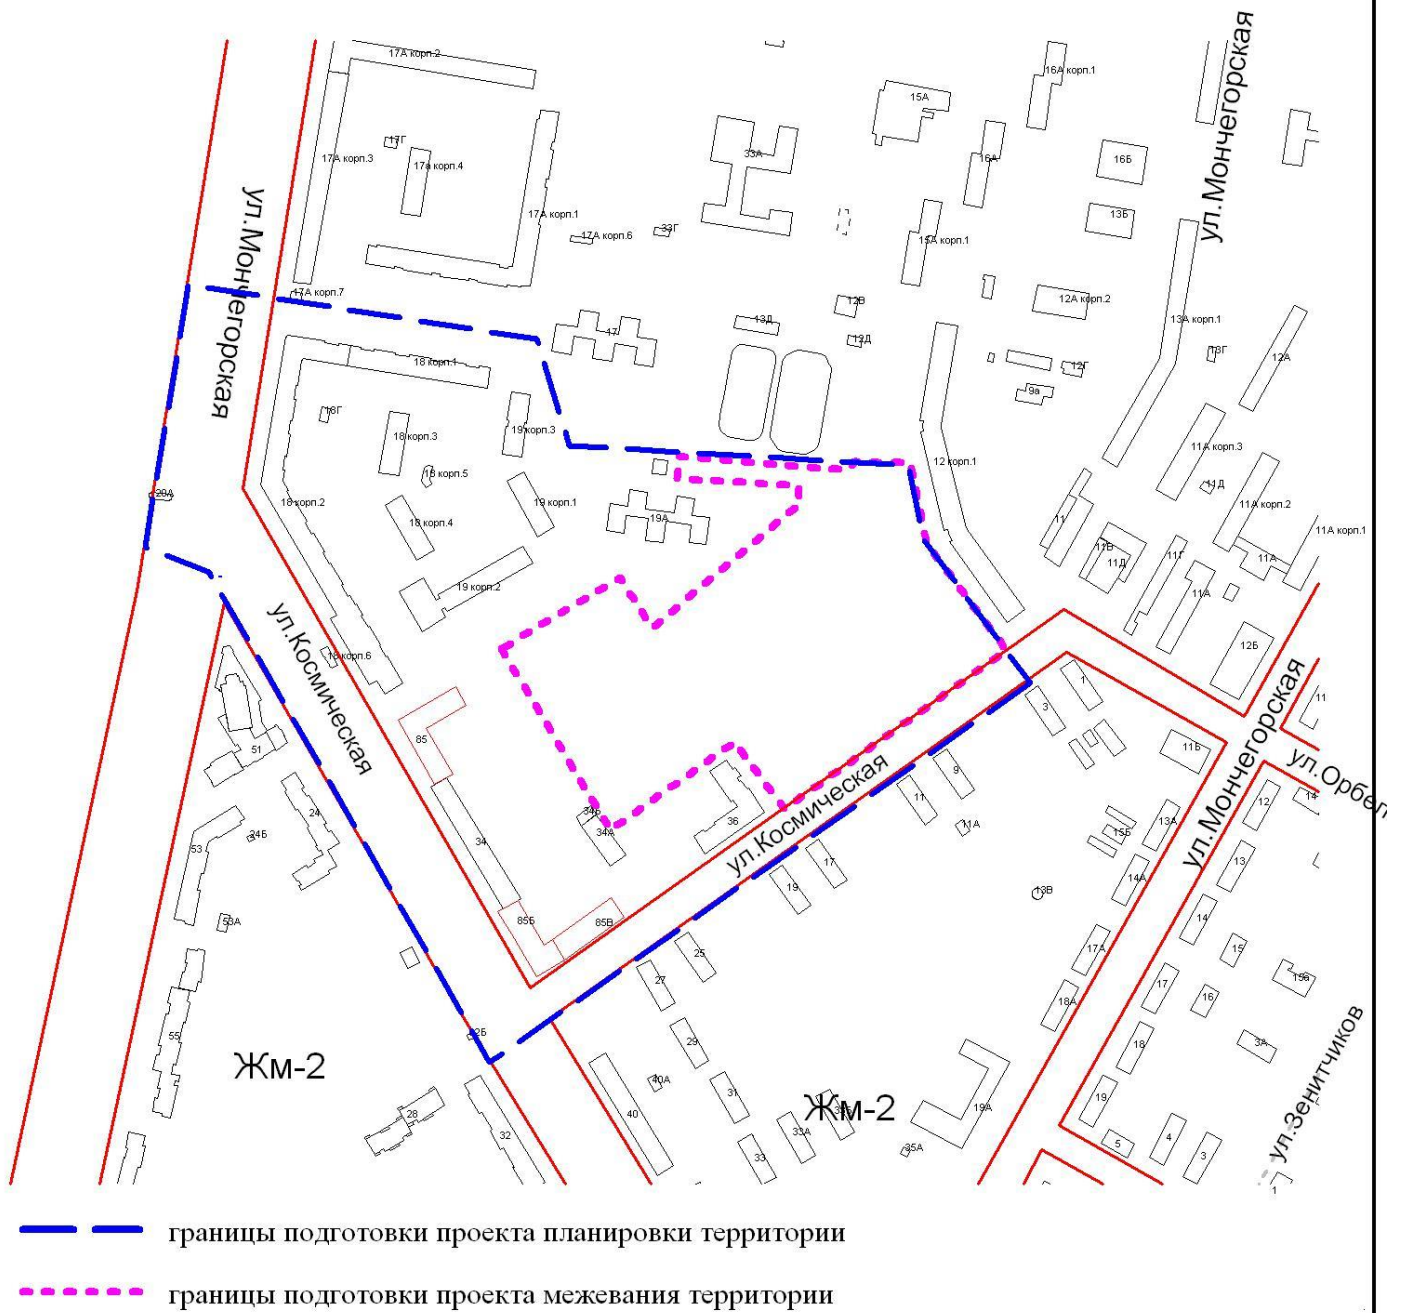 17А корп.2
16А корп.1
ул.Мончегорская
15А
17Г
17А корп.3
17а корп.4
33А
16А
16Б
ул.Мончегорская
17А корп.1
13Б
33Г
17А корп.6
15А корп.1
17А корп.7
12В
12А корп.2
13Д
13А корп.1
17
12Д
13Г
12А
18 корп.1
12Г
9а
18Г
18 корп.3
19 корп.3
11А корп.3
12 корп.1
18 корп.5
11Д
20А
18 корп.2
19 корп.1
11А корп.2
18 корп.4
19А
11
11А корп.1
11В
11Г
11Д
11А
19 корп.2
11А
ул.Космическая
12Б
18 корп.6
1
11
3
ул.Мончегорская
85
51
11Б
ул.Орбел
9
ул.Космическая
11
14
12
24
34Б
34А
36
11А
13А
24Б
15Б
34
53
17
13
14А
19
13В
53А
85Б
85В
14
17А
25
15
27
15а
17
16
18А
2Б
55
29
18
3А
ул.Зенитчиков
Жм-2
40А
31
19
Жм-2
28
40
19А
32
33А
4
5
35А
3
33
1
границы подготовки проекта планировки территории
границы подготовки проекта межевания территории